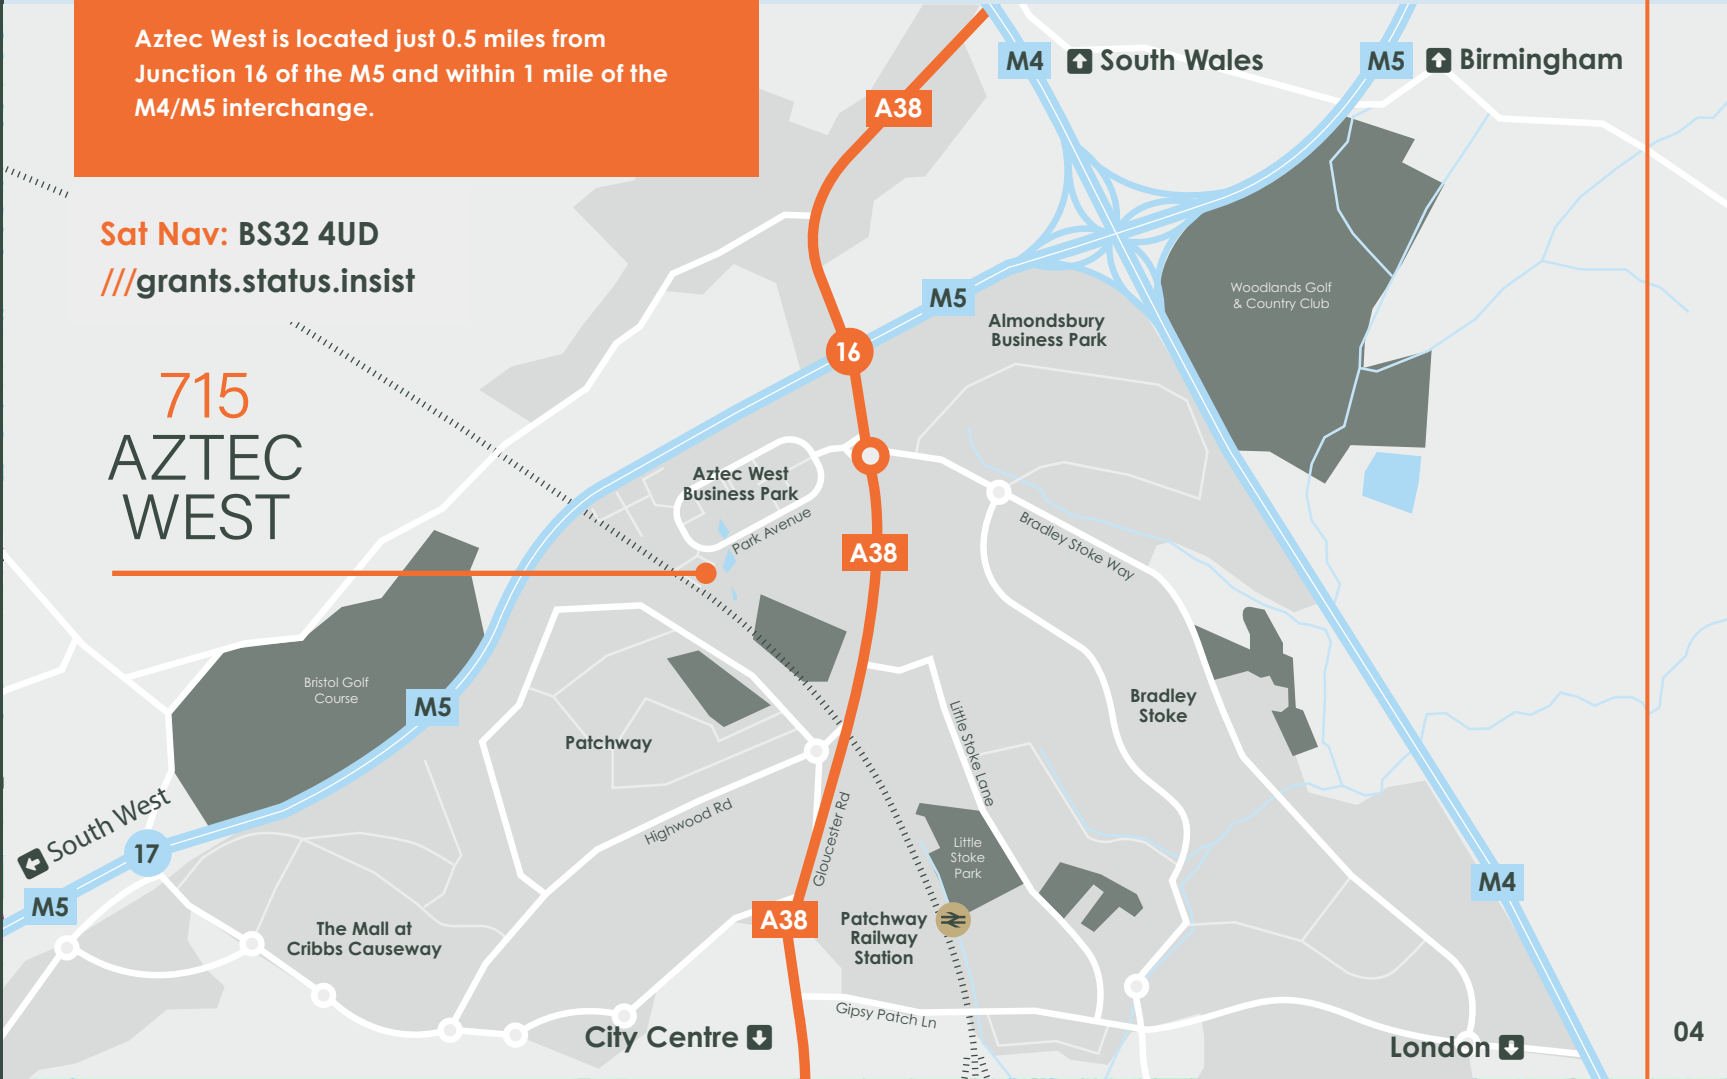 Aztec West is located just 0.5 miles from
Junction 16 of the M5 and within 1 mile of the
M4/M5 interchange.
Sat Nav: BS32 4UD
///grants.status.insist
715
AZTEC
WEST
M4
South Wales
M5
Birmingham
A38
M5
Almondsbury
Business Park
Woodlands Golf
& Country Club
16
Aztec West
Business Park
Park Avenue
A38
Bradley Stoke Way
Bristol Golf
Course
M5
Patchway
Bradley
Stoke
Little Stoke Lane
Highwood Rd
Gloucester Rd
South West
17
M5
Little
Stoke
Park
M4
The Mall at
Cribbs Causeway
A38
Patchway
Railway
Station
Gipsy Patch Ln
City Centre
London
04